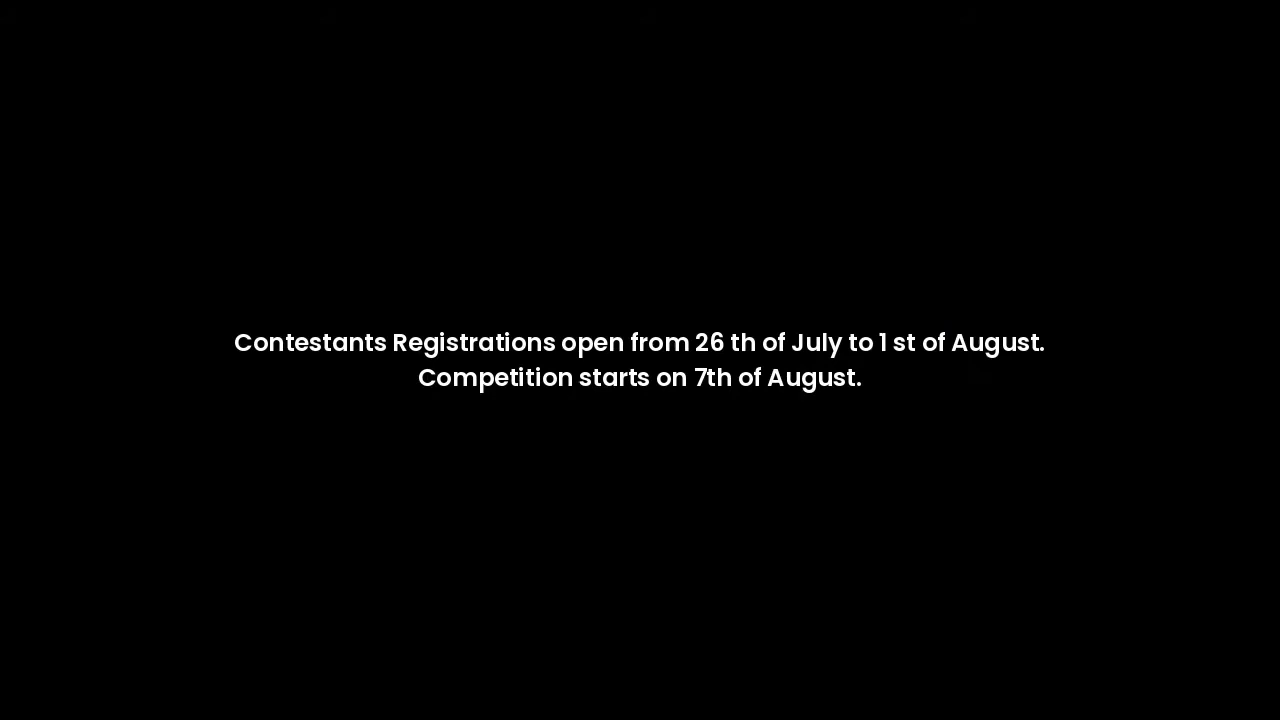 Contestants Registrations open from 26 th of July to 1 st of August.
Competition starts on 7th of August.